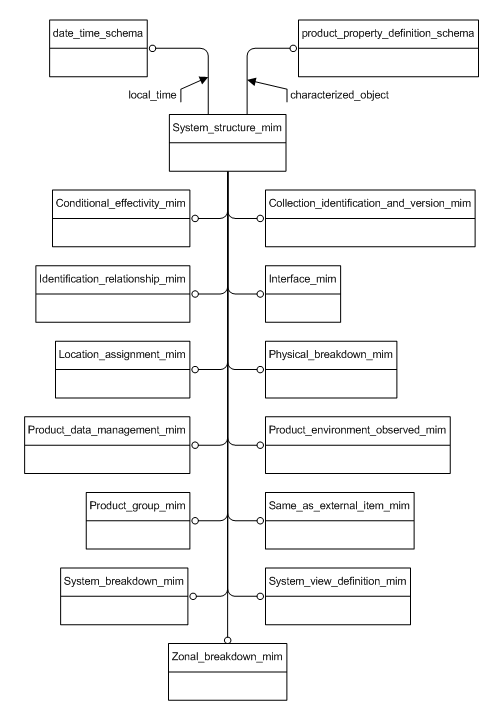 date_time_schema
product_property_definition_schema
local_time
characterized_object
System_structure_mim
Conditional_effectivity_mim
Collection_identification_and_version_mim
Identification_relationship_mim
Interface_mim
Location_assignment_mim
Physical_breakdown_mim
Product_data_management_mim
Product_environment_observed_mim
Product_group_mim
Same_as_external_item_mim
System_breakdown_mim
System_view_definition_mim
Zonal_breakdown_mim